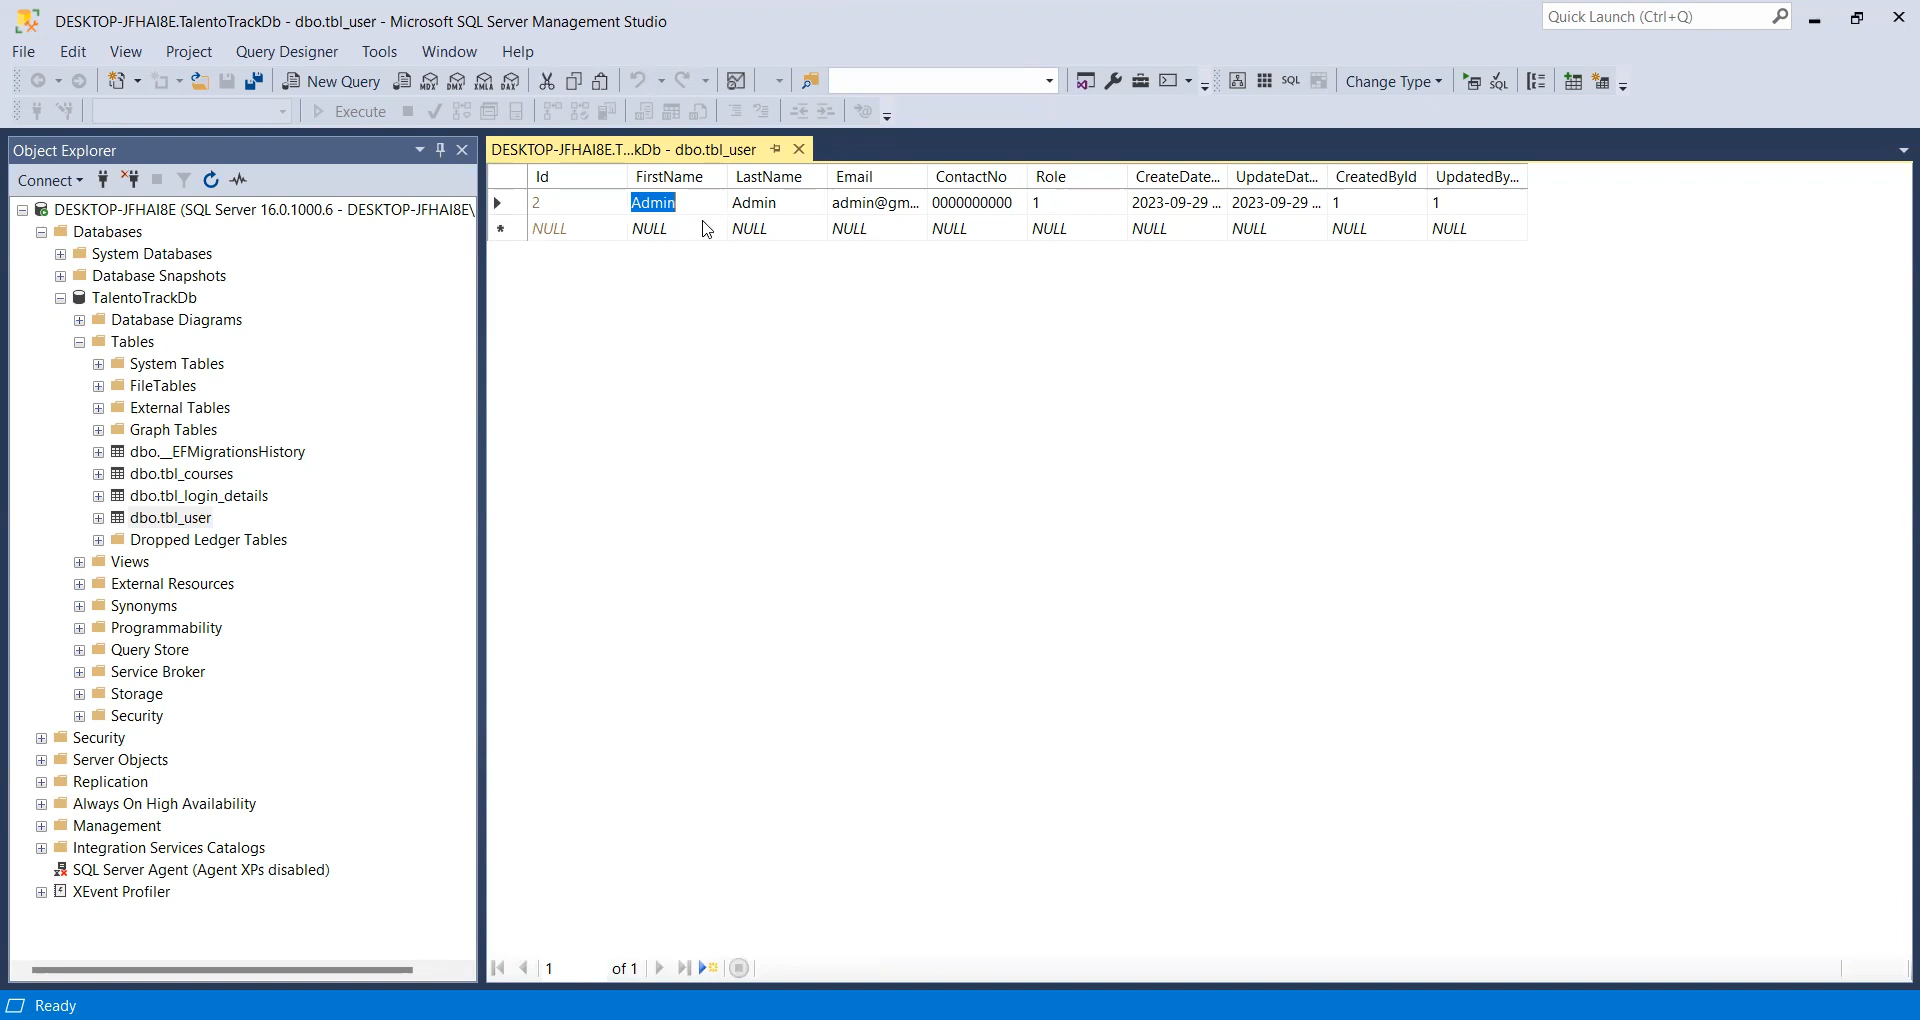 DESKTOP-JFHAI8E.TalentoTrackDb - dbo.tbl_user - Microsoft SQL Server Management Studio
Quick Launch (Ctrl+Q)
File Edit View Project Query Designer Tools Window Help
New Query MDX DMX XMLA DAX SQL Change Type SQL
Execute
Object Explorer
DESKTOP-JFHAI8E.T...kDb - dbo.tbl_user
Connect
Id FirstName LastName Email ContactNo Role CreateDate... UpdateDat... CreatedById UpdatedBy...
2 Admin Admin admin@gm... 0000000000 1 2023-09-29 ... 2023-09-29 ... 1 1
NULL NULL NULL NULL NULL NULL NULL NULL NULL NULL
DESKTOP-JFHAI8E (SQL Server 16.0.1000.6 - DESKTOP-JFHAI8E\
Databases
System Databases
Database Snapshots
TalentoTrackDb
Database Diagrams
Tables
System Tables
FileTables
External Tables
Graph Tables
dbo.__EFMigrationsHistory
dbo.tbl_courses
dbo.tbl_login_details
dbo.tbl_user
Dropped Ledger Tables
Views
External Resources
Synonyms
Programmability
Query Store
Service Broker
Storage
Security
Security
Server Objects
Replication
Always On High Availability
Management
Integration Services Catalogs
SQL Server Agent (Agent XPs disabled)
XEvent Profiler
1 of 1
Ready